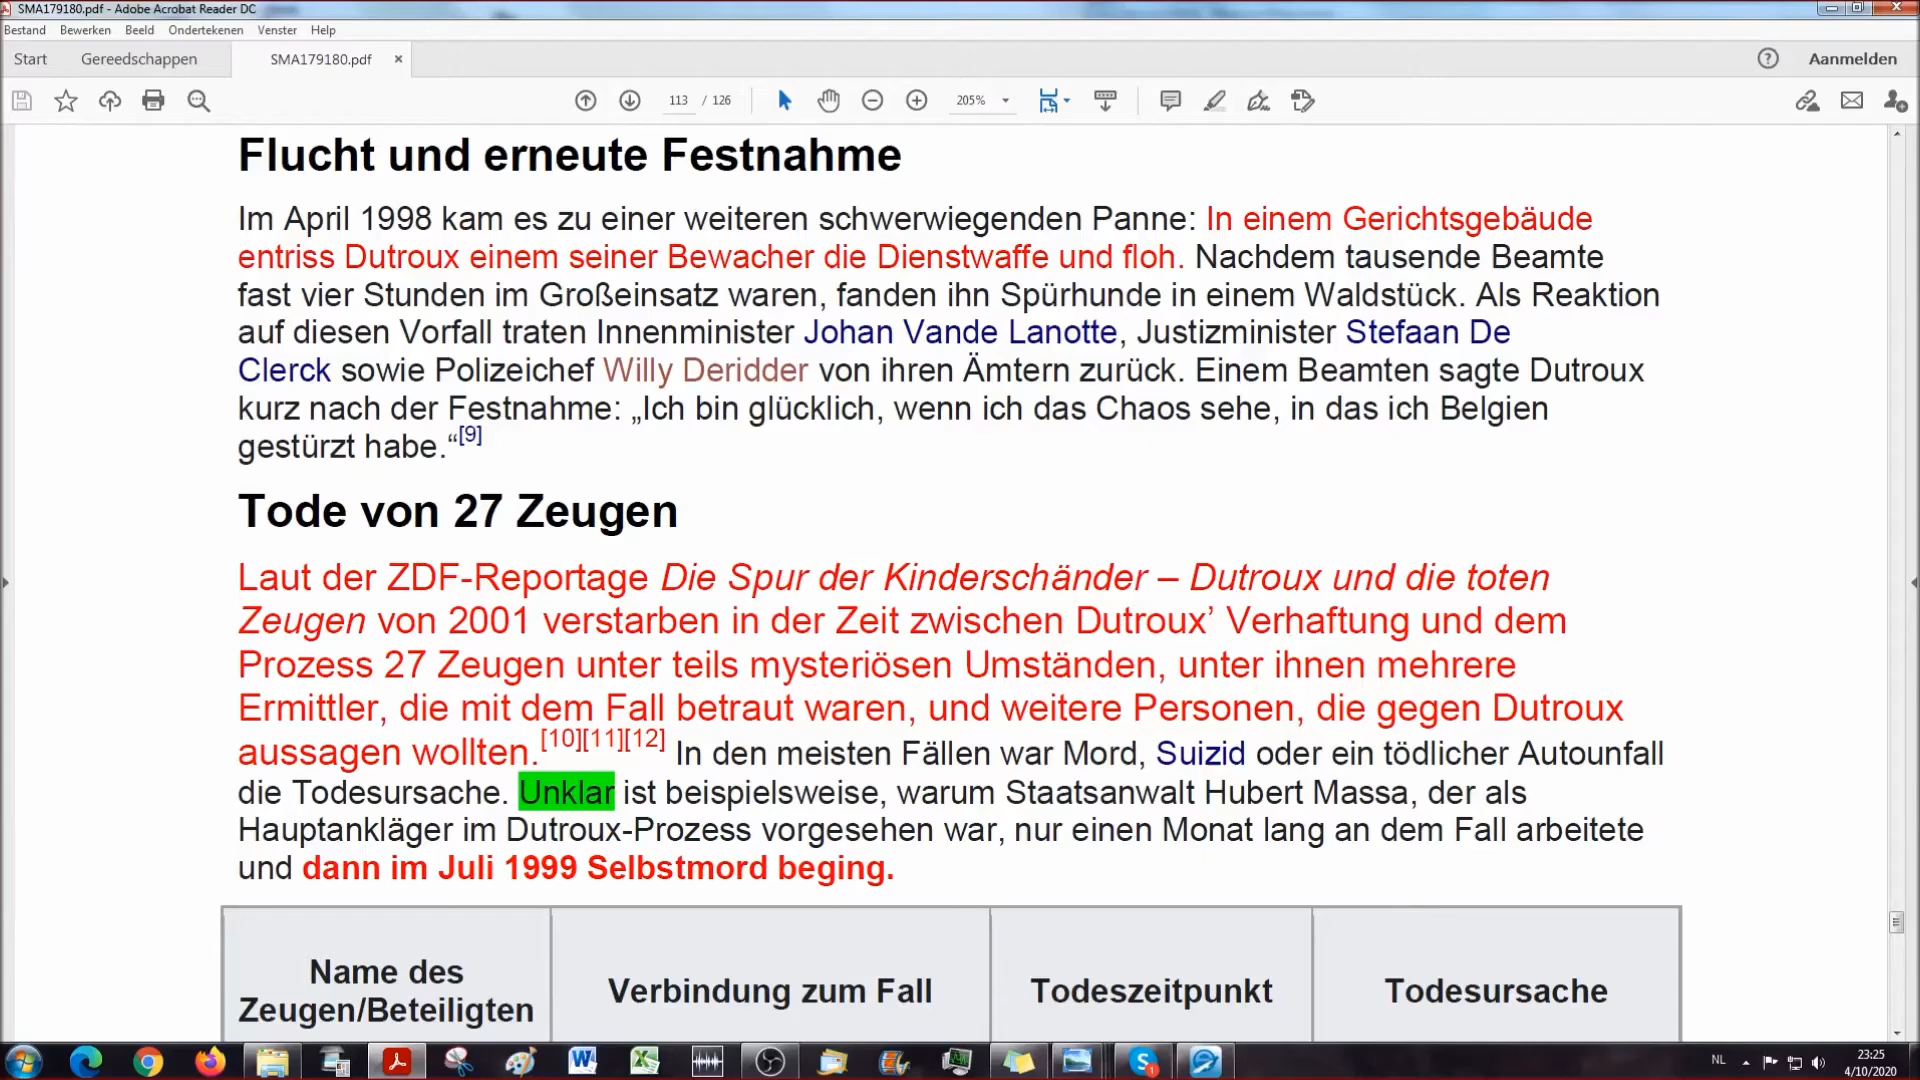 SMA179180.pdf - Adobe Acrobat Reader DC
Bestand Bewerken Beeld Ondertekenen Venster Help
Start Gereedschappen SMA179180.pdf × Aanmelden
113 / 126 205%
Flucht und erneute Festnahme
Im April 1998 kam es zu einer weiteren schwerwiegenden Panne: In einem Gerichtsgebäude
entriss Dutroux einem seiner Bewacher die Dienstwaffe und floh. Nachdem tausende Beamte
fast vier Stunden im Großeinsatz waren, fanden ihn Spürhunde in einem Waldstück. Als Reaktion
auf diesen Vorfall traten Innenminister Johan Vande Lanotte, Justizminister Stefaan De
Clerck sowie Polizeichef Willy Deridder von ihren Ämtern zurück. Einem Beamten sagte Dutroux
kurz nach der Festnahme: „Ich bin glücklich, wenn ich das Chaos sehe, in das ich Belgien
gestürzt habe.“[9]
Tode von 27 Zeugen
Laut der ZDF-Reportage Die Spur der Kinderschänder – Dutroux und die toten
Zeugen von 2001 verstarben in der Zeit zwischen Dutroux’ Verhaftung und dem
Prozess 27 Zeugen unter teils mysteriösen Umständen, unter ihnen mehrere
Ermittler, die mit dem Fall betraut waren, und weitere Personen, die gegen Dutroux
aussagen wollten.[10][11][12] In den meisten Fällen war Mord, Suizid oder ein tödlicher Autounfall
die Todesursache. Unklar ist beispielsweise, warum Staatsanwalt Hubert Massa, der als
Hauptankläger im Dutroux-Prozess vorgesehen war, nur einen Monat lang an dem Fall arbeitete
und dann im Juli 1999 Selbstmord beging.
Name des
Zeugen/Beteiligten
Verbindung zum Fall
Todeszeitpunkt
Todesursache
NL 23:25
4/10/2020